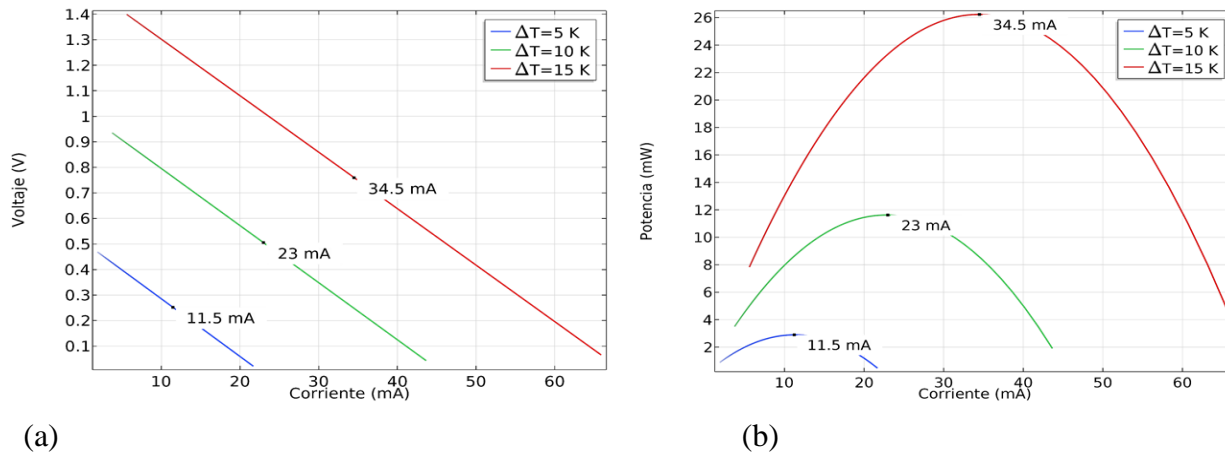 1.4
1.3
1.2
1.1
1
0.9
0.8
0.7
0.6
0.5
0.4
0.3
0.2
0.1
Voltaje (V)
ΔT=5 K
ΔT=10 K
ΔT=15 K
34.5 mA
23 mA
11.5 mA
10 20 30 40 50 60
Corriente (mA)
(a)
26
24
22
20
18
16
14
12
10
8
6
4
2
Potencia (mW)
ΔT=5 K
ΔT=10 K
ΔT=15 K
34.5 mA
23 mA
11.5 mA
10 20 30 40 50 60
Corriente (mA)
(b)